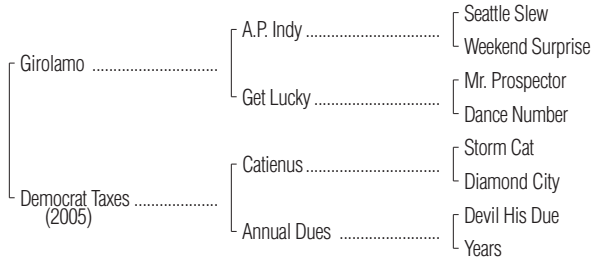 Seattle Slew
A.P. Indy ..............................
Weekend Surprise
Girolamo ............................
Mr. Prospector
Get Lucky ............................
Dance Number
Storm Cat
Catienus ..............................
Diamond City
Democrat Taxes ..................
(2005)
Devil His Due
Annual Dues ......................
Years